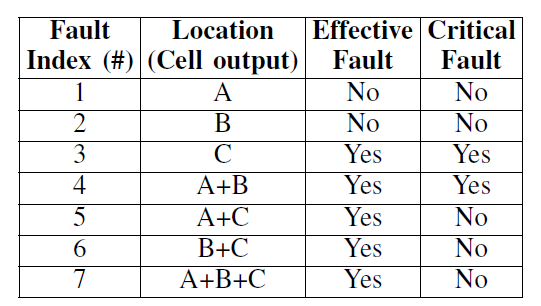 Fault Location Effective Critical
Index (#) (Cell output) Fault Fault
1 A No No
2 B No No
3 C Yes Yes
4 A+B Yes Yes
5 A+C Yes No
6 B+C Yes No
7 A+B+C Yes No